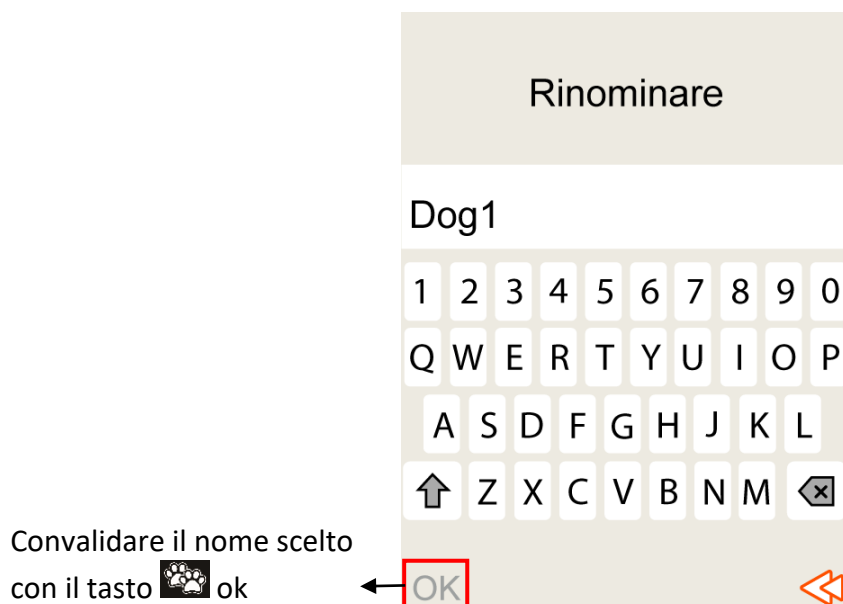 Rinominare
Dog1
1 2 3 4 5 6 7 8 9 0
Q W E R T Y U I O P
A S D F G H J K L
Z X C V B N M
Convalidare il nome scelto
con il tasto ok
OK